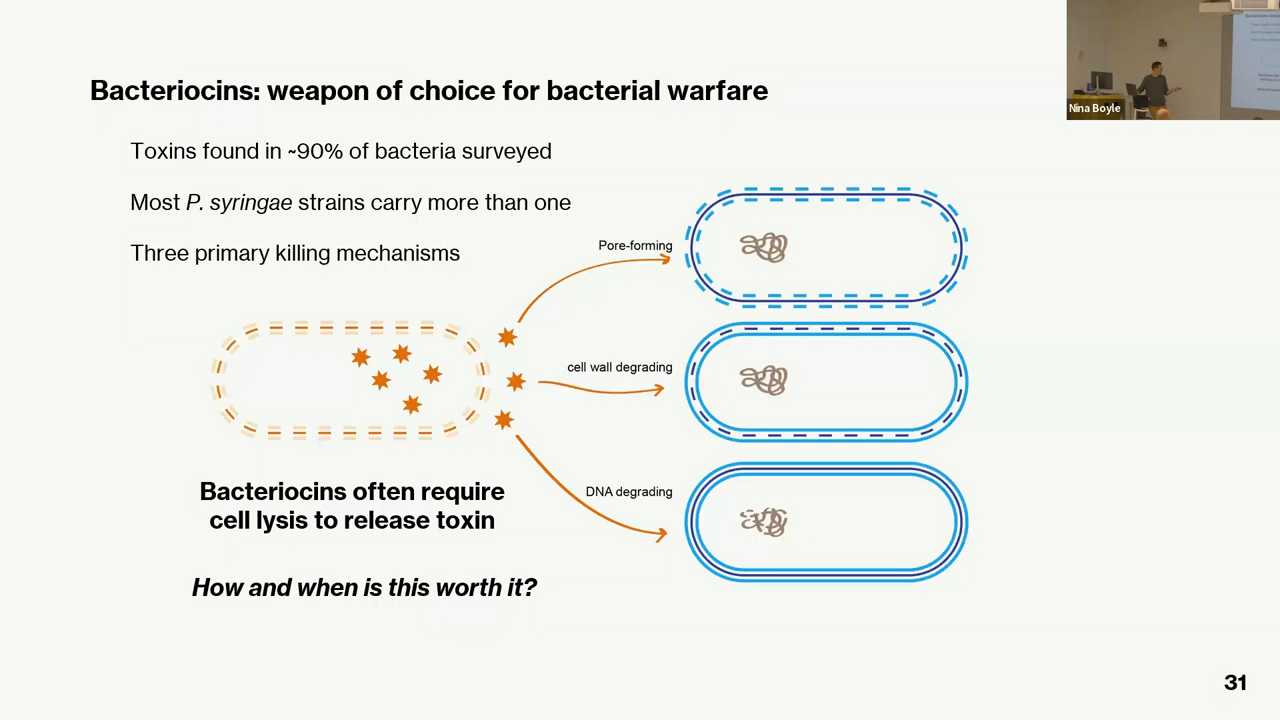 Bacteriocins: weapon of choice for bacterial warfare
Toxins found in ~90% of bacteria surveyed
Most P. syringae strains carry more than one
Three primary killing mechanisms
Pore-forming
cell wall degrading
DNA degrading
Bacteriocins often require
cell lysis to release toxin
How and when is this worth it?
31
Nina Boyle